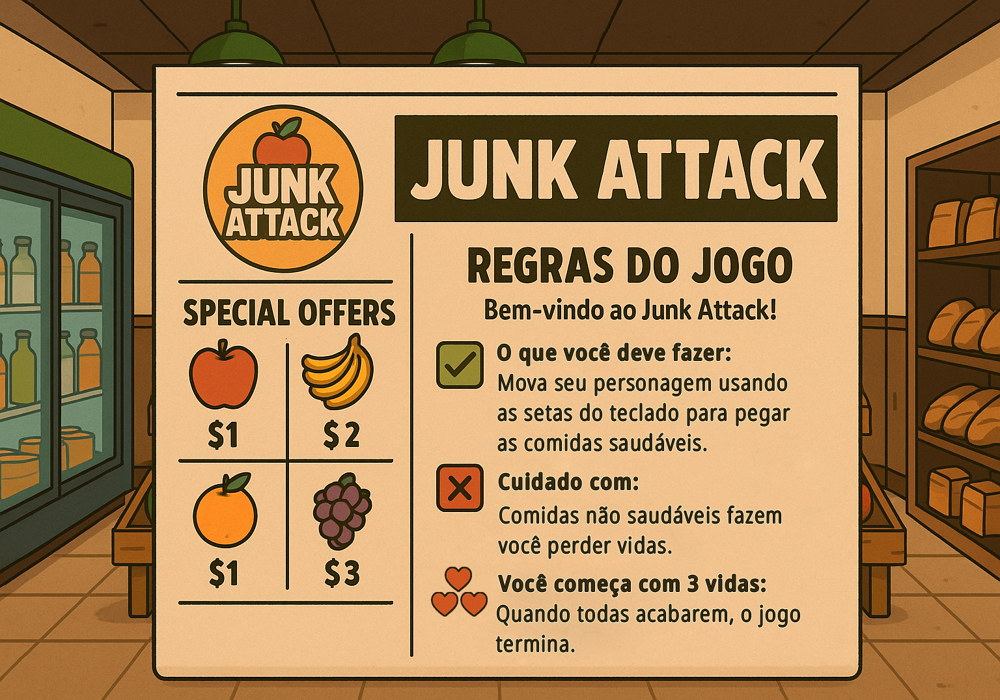 JUNK
ATTACK
SPECIAL OFFERS
$1
$2
$1
$3
JUNK ATTACK
REGRAS DO JOGO
Bem-vindo ao Junk Attack!
O que você deve fazer:
Mova seu personagem usando
as setas do teclado para pegar
as comidas saudáveis.
Cuidado com:
Comidas não saudáveis fazem
você perder vidas.
Você começa com 3 vidas:
Quando todas acabarem, o jogo
termina.